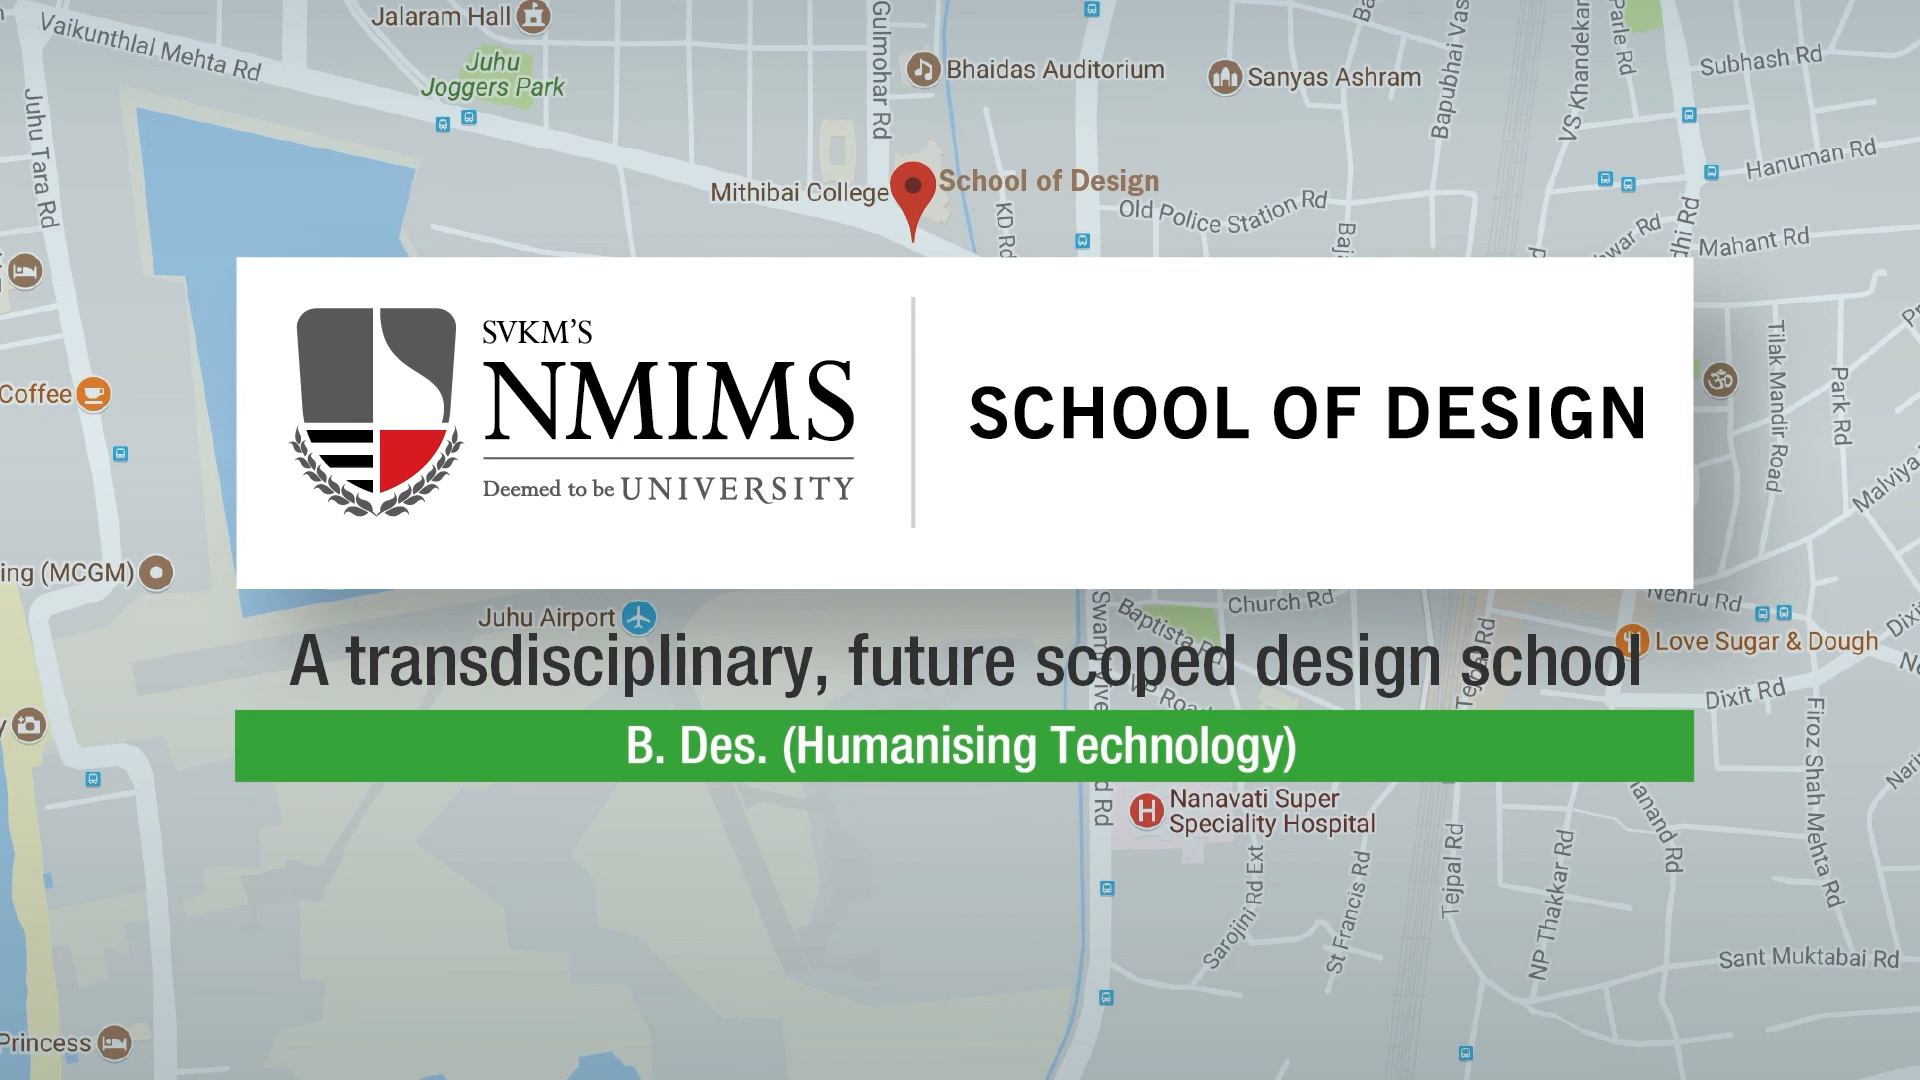 Jalaram Hall
Vaikunthlal Mehta Rd
Juhu
Joggers Park
Gulmohar Rd
Bhaidas Auditorium
Sanyas Ashram
Bapubhai Vas
VS Khandekar
Parle Rd
Subhash Rd
Juhu Tara Rd
Hanuman Rd
Mithibai College
School of Design
KD Rd
Old Police Station Rd
Mahant Rd
SVKM'S
NMIMS
Deemed to be UNIVERSITY
SCHOOL OF DESIGN
Coffee
Tilak Mandir Road
Park Rd
Malviya
ing (MCGM)
Juhu Airport
Church Rd
Nehru Rd
Baptista Rd
Love Sugar & Dough
A transdisciplinary, future scoped design school
Dixit Rd
B. Des. (Humanising Technology)
Firoz Shah Mehta Rd
Nanavati Super
Speciality Hospital
Tejpal Rd
Sarojini Rd Ext
St Francis Rd
NP Thakkar Rd
Sant Muktabai Rd
Princess